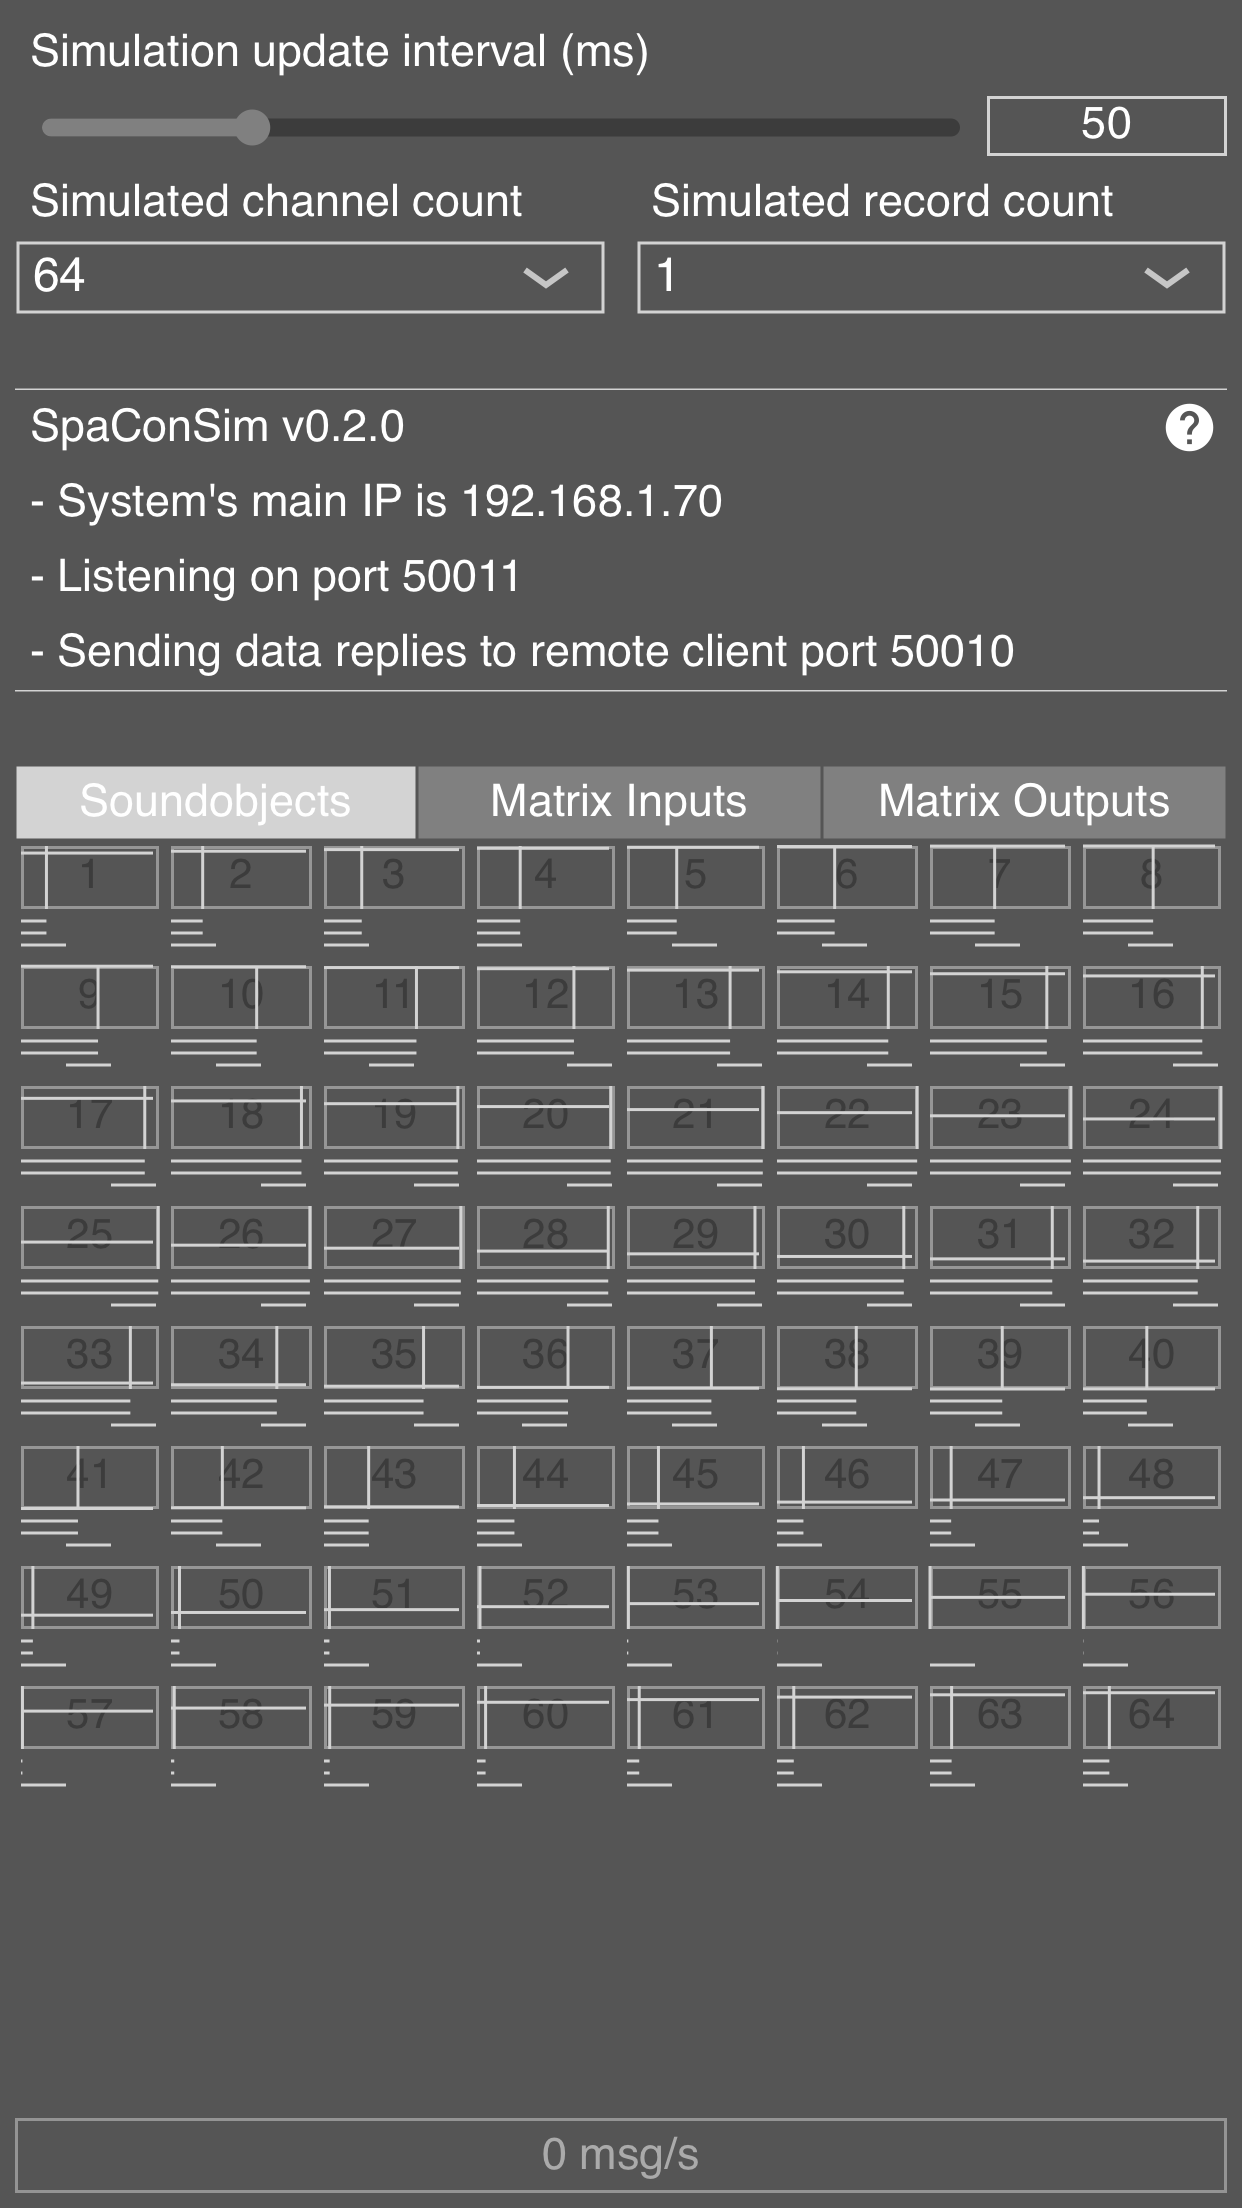 Simulation update interval (ms)
50
Simulated channel count Simulated record count
64 1
SpaConSim v0.2.0 ?
- System's main IP is 192.168.1.70
- Listening on port 50011
- Sending data replies to remote client port 50010
Soundobjects Matrix Inputs Matrix Outputs
1 2 3 4 5 6 7 8
9 10 11 12 13 14 15 16
17 18 19 20 21 22 23 24
25 26 27 28 29 30 31 32
33 34 35 36 37 38 39 40
41 42 43 44 45 46 47 48
49 50 51 52 53 54 55 56
57 58 59 60 61 62 63 64
0 msg/s